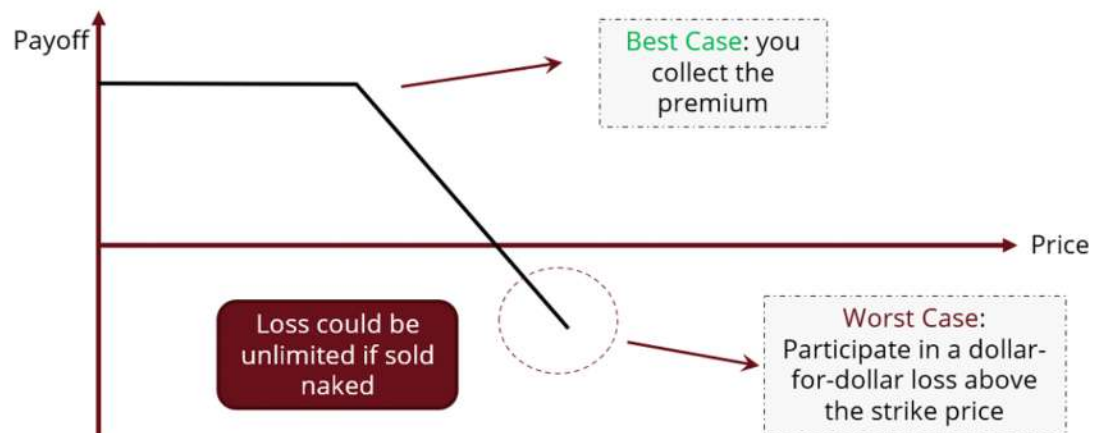 Payoff
Best Case: you
collect the
premium
Price
Loss could be
unlimited if sold
naked
Worst Case:
Participate in a dollar-
for-dollar loss above
the strike price